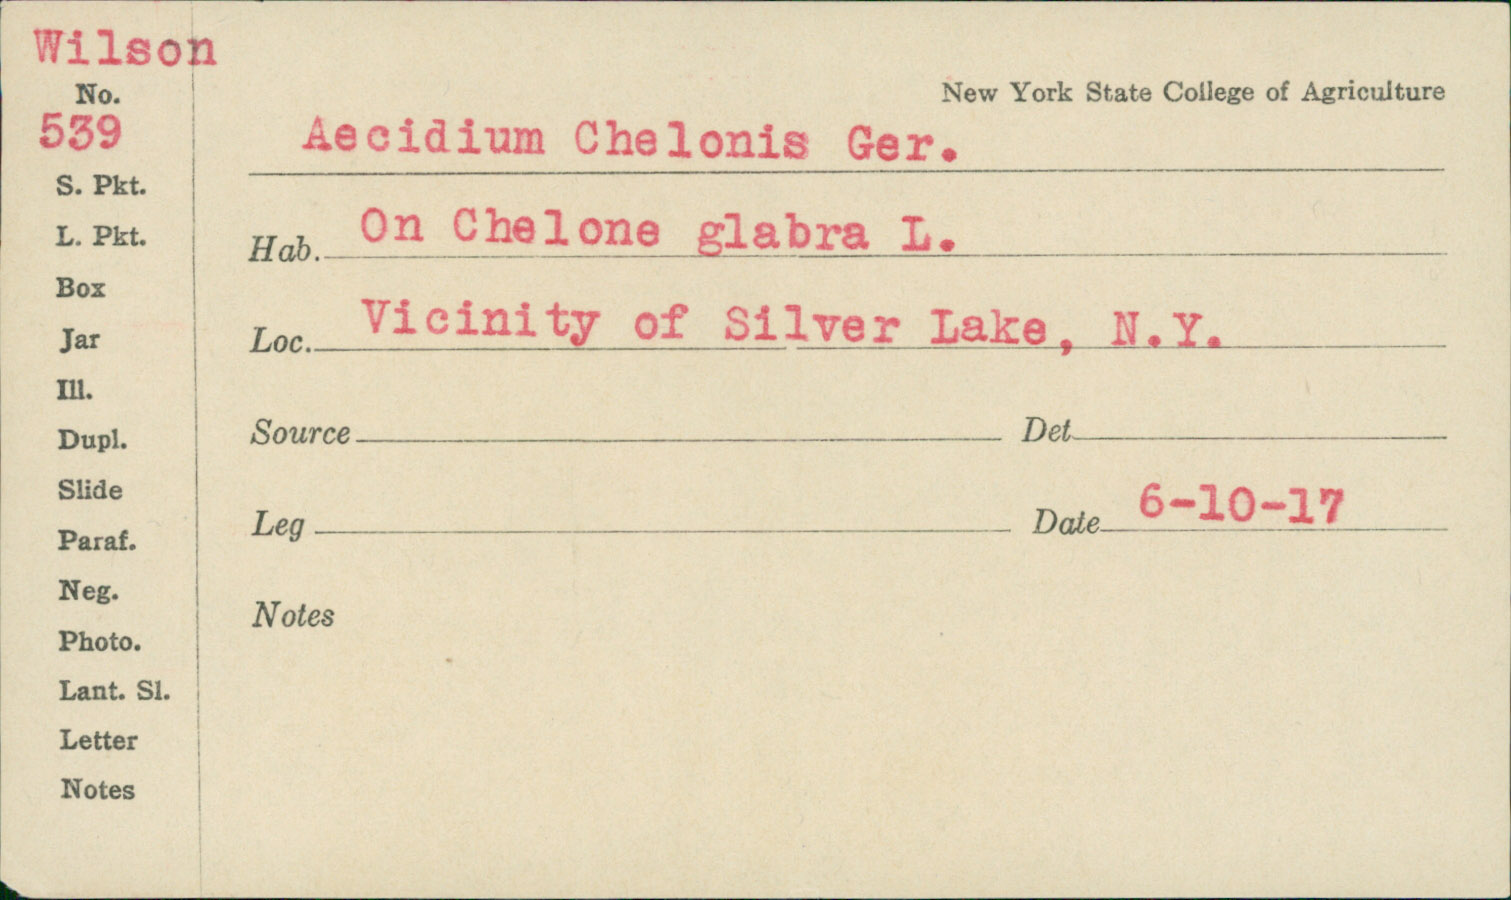 Wilson
No.
539
S. Pkt.
L. Pkt.
Box
Jar
Ill.
Dupl.
Slide
Paraf.
Neg.
Photo.
Lant. Sl.
Letter
Notes
New York State College of Agriculture
Aecidium Chelonis Ger.
Hab. On Chelone glabra L.
Loc. Vicinity of Silver Lake, N.Y.
Source Det.
Leg Date 6-10-17
Notes